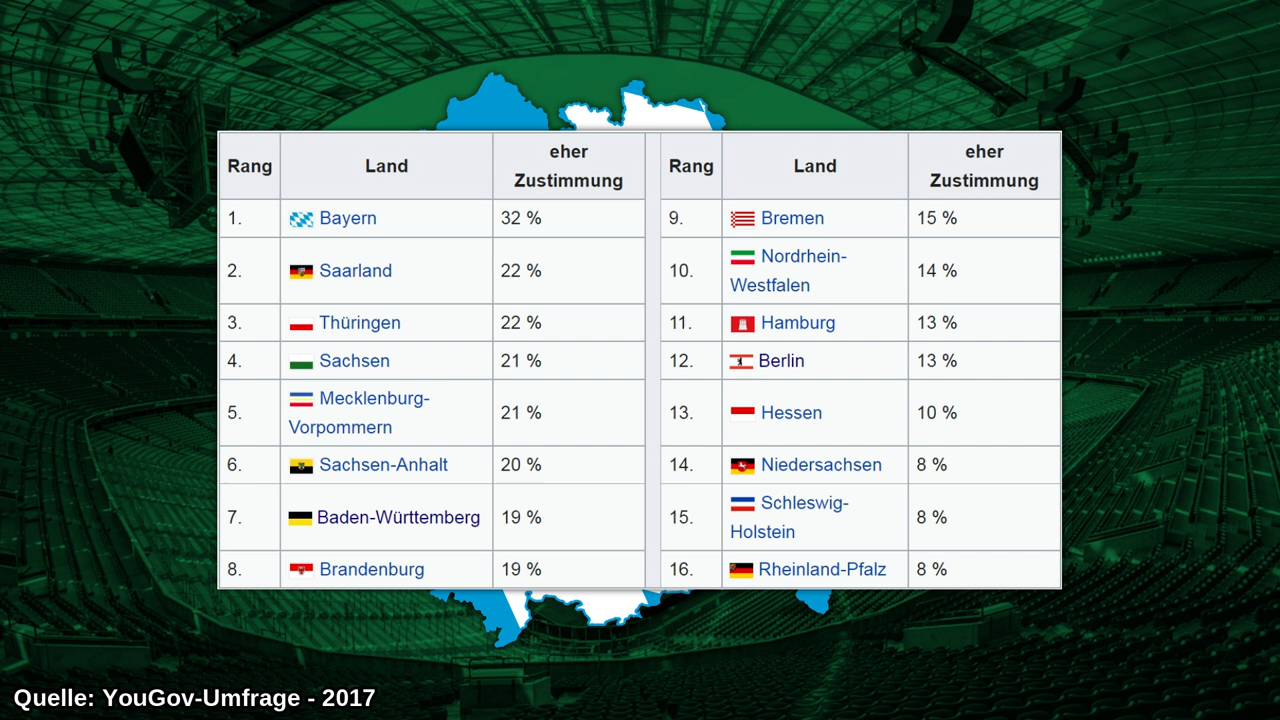 Rang Land eher Zustimmung
1. Bayern 32 %
2. Saarland 22 %
3. Thüringen 22 %
4. Sachsen 21 %
5. Mecklenburg-
Vorpommern 21 %
6. Sachsen-Anhalt 20 %
7. Baden-Württemberg 19 %
8. Brandenburg 19 %
Rang Land eher Zustimmung
9. Bremen 15 %
10. Nordrhein-
Westfalen 14 %
11. Hamburg 13 %
12. Berlin 13 %
13. Hessen 10 %
14. Niedersachsen 8 %
15. Schleswig-
Holstein 8 %
16. Rheinland-Pfalz 8 %
Quelle: YouGov-Umfrage - 2017